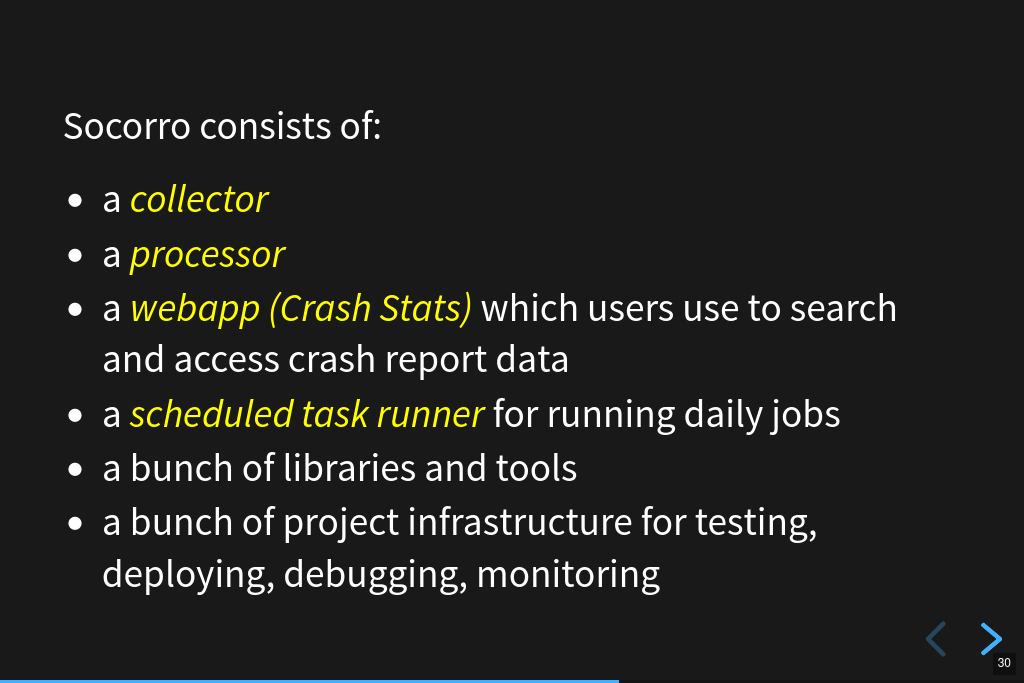 Socorro consists of:
• a collector
• a processor
• a webapp (Crash Stats) which users use to search
and access crash report data
• a scheduled task runner for running daily jobs
• a bunch of libraries and tools
• a bunch of project infrastructure for testing,
deploying, debugging, monitoring
30